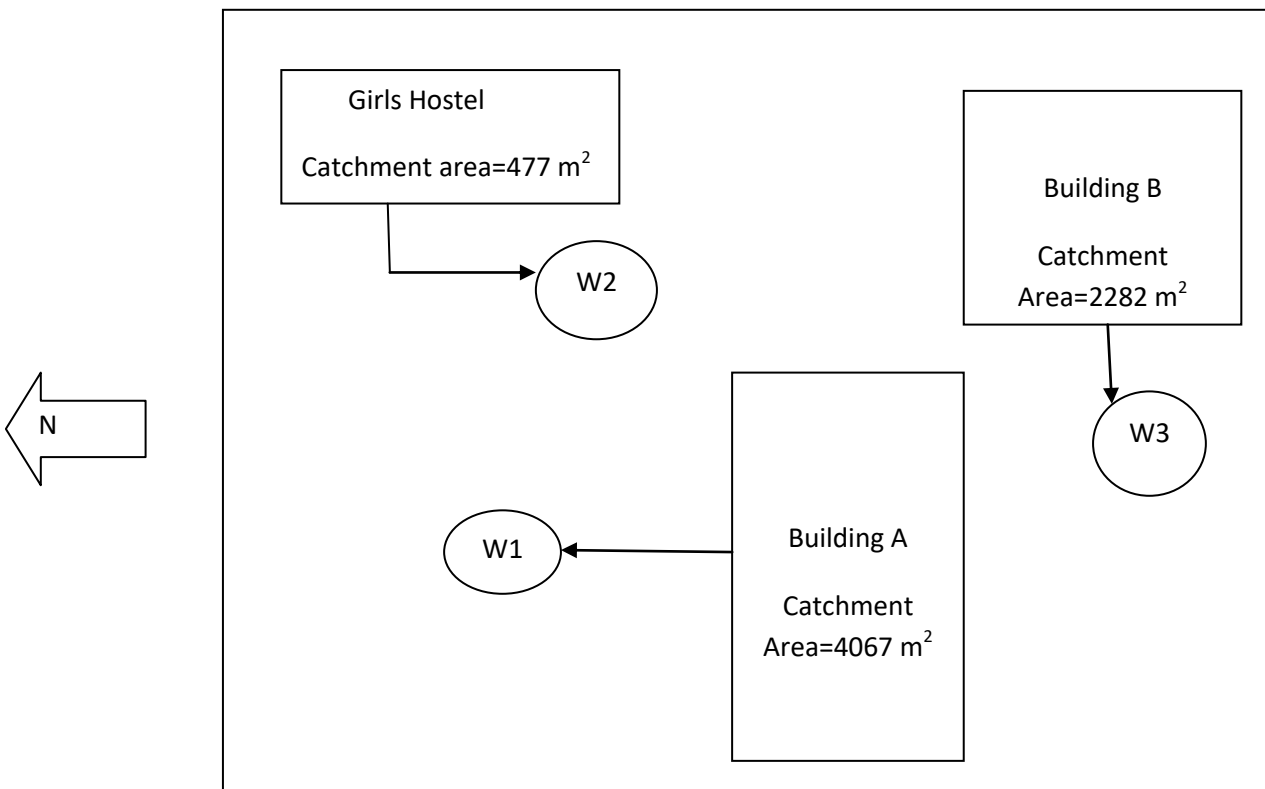 Girls Hostel
Catchment area=477 m²
W2
Building B
Catchment
Area=2282 m²
W3
N
W1
Building A
Catchment
Area=4067 m²